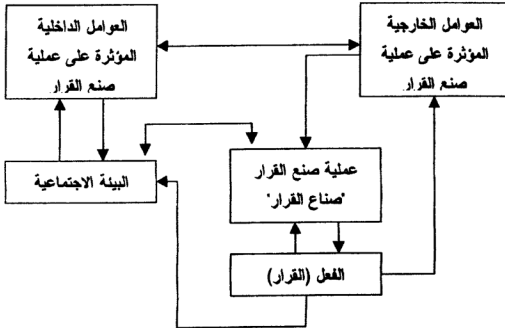 العوامل الخارجية
المؤثرة على عملية
صنع القرار
العوامل الداخلية
المؤثرة على عملية
صنع القرار
عملية صنع القرار
"صناع القرار"
البيئة الاجتماعية
الفعل (القرار)